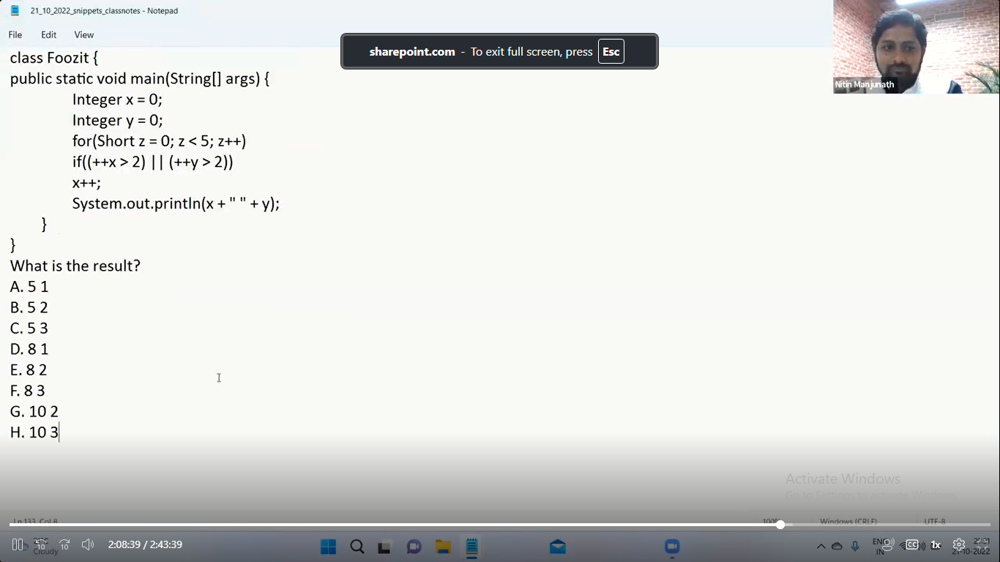 21_10_2022_snippets_classnotes - Notepad
File Edit View
sharepoint.com - To exit full screen, press Esc
Nitin Manjunath
class Foozit {
public static void main(String[] args) {
Integer x = 0;
Integer y = 0;
for(Short z = 0; z < 5; z++)
if((++x > 2) || (++y > 2))
x++;
System.out.println(x + " " + y);
}
}
What is the result?
A. 5 1
B. 5 2
C. 5 3
D. 8 1
E. 8 2
F. 8 3
G. 10 2
H. 10 3
Activate Windows
Go to Settings to activate Windows.
Ln 133, Col 8 100% Windows (CRLF) UTF-8
10 10 2:08:39 / 2:43:39
Cloudy
ENG
IN
CC 1x
21-10-2022